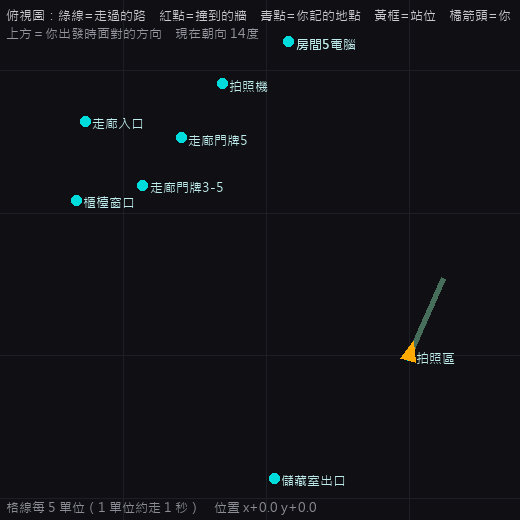 俯視圖：綠線=走過的路　紅點=撞到的牆　青點=你記的地點　黃框=站位　橘箭頭=你
上方＝你出發時面對的方向　現在朝向 14度
房間5電腦
拍照機
走廊入口
走廊門牌5
走廊門牌3-5
櫃檯窗口
拍照區
儲藏室出口
格線每 5 單位（1 單位約走 1 秒）　位置 x+0.0 y+0.0